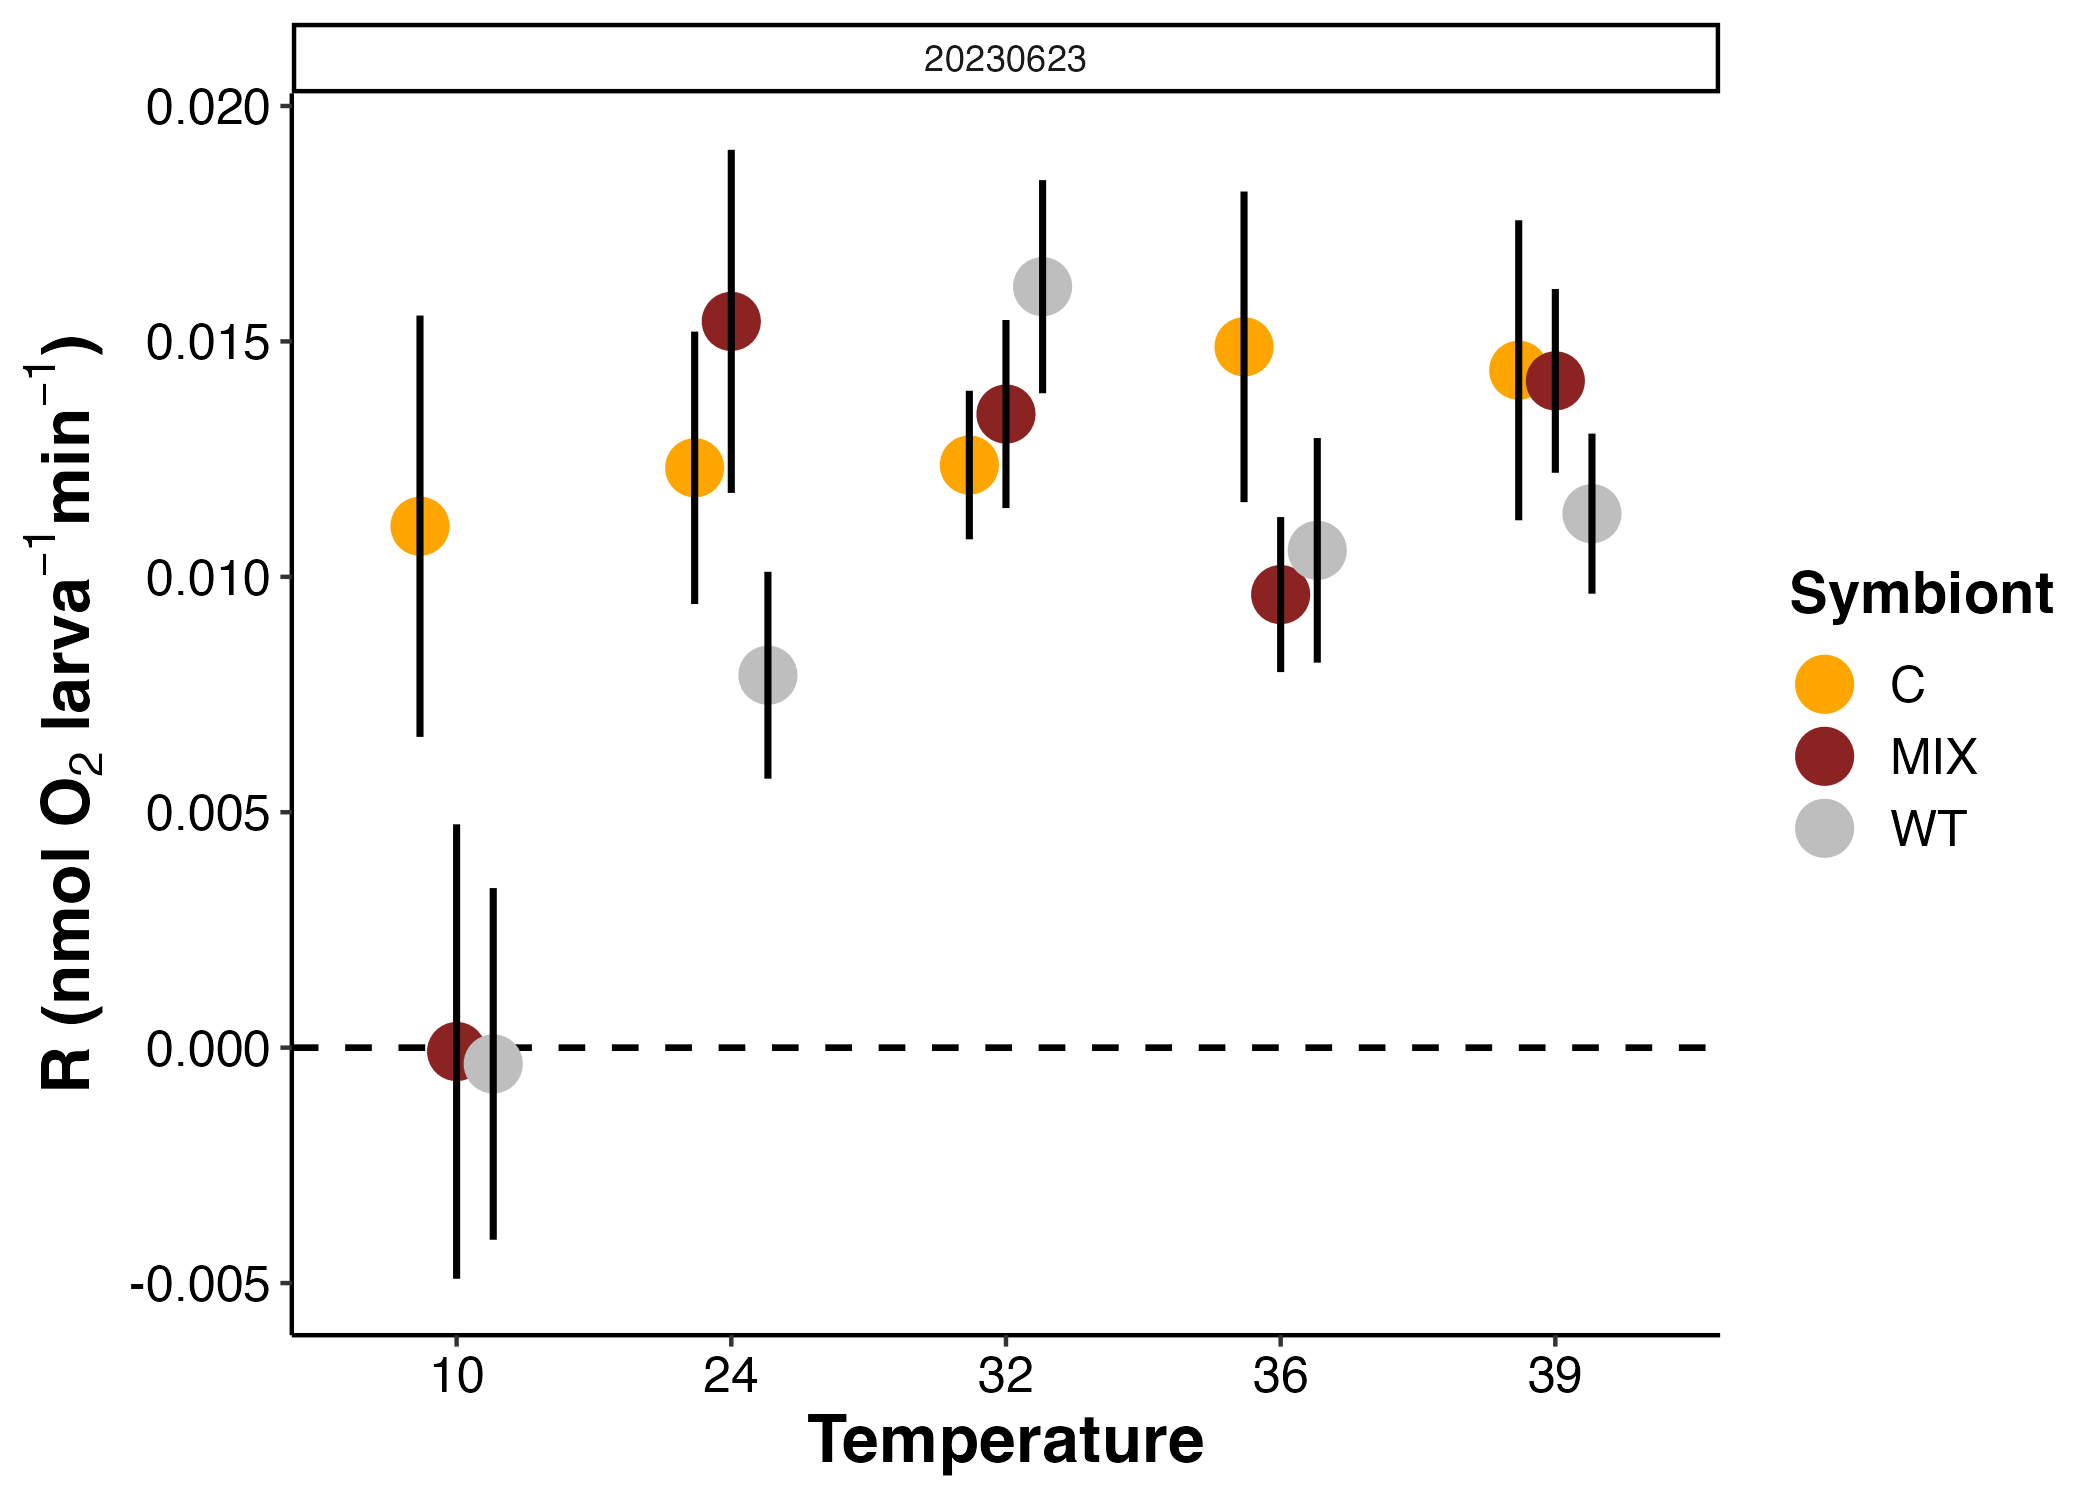 20230623
0.020
0.015
0.010
0.005
0.000
-0.005
R (nmol O₂ larva⁻¹min⁻¹)
10 24 32 36 39
Temperature
Symbiont
C
MIX
WT